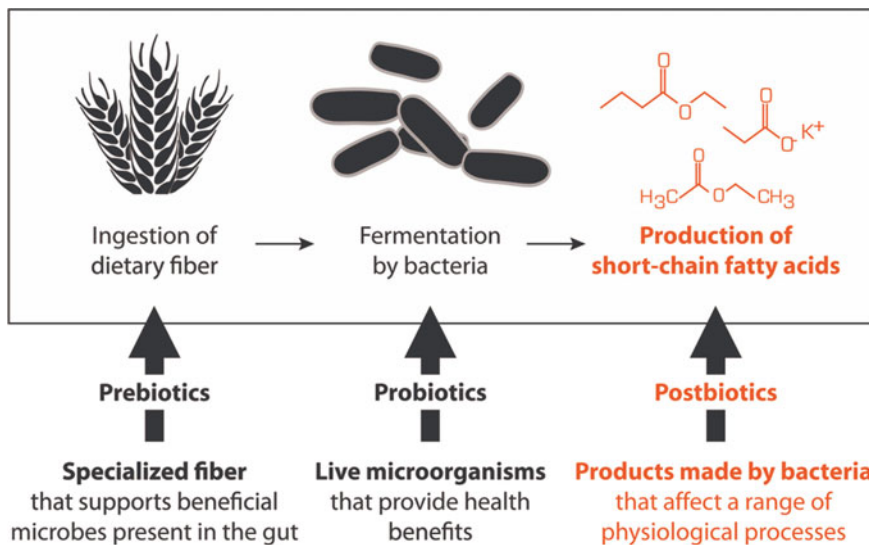 O
O
O
O- K+
O
H3C O CH3
Ingestion of
dietary fiber
Fermentation
by bacteria
Production of
short-chain fatty acids
Prebiotics
Probiotics
Postbiotics
Specialized fiber
that supports beneficial
microbes present in the gut
Live microorganisms
that provide health
benefits
Products made by bacteria
that affect a range of
physiological processes